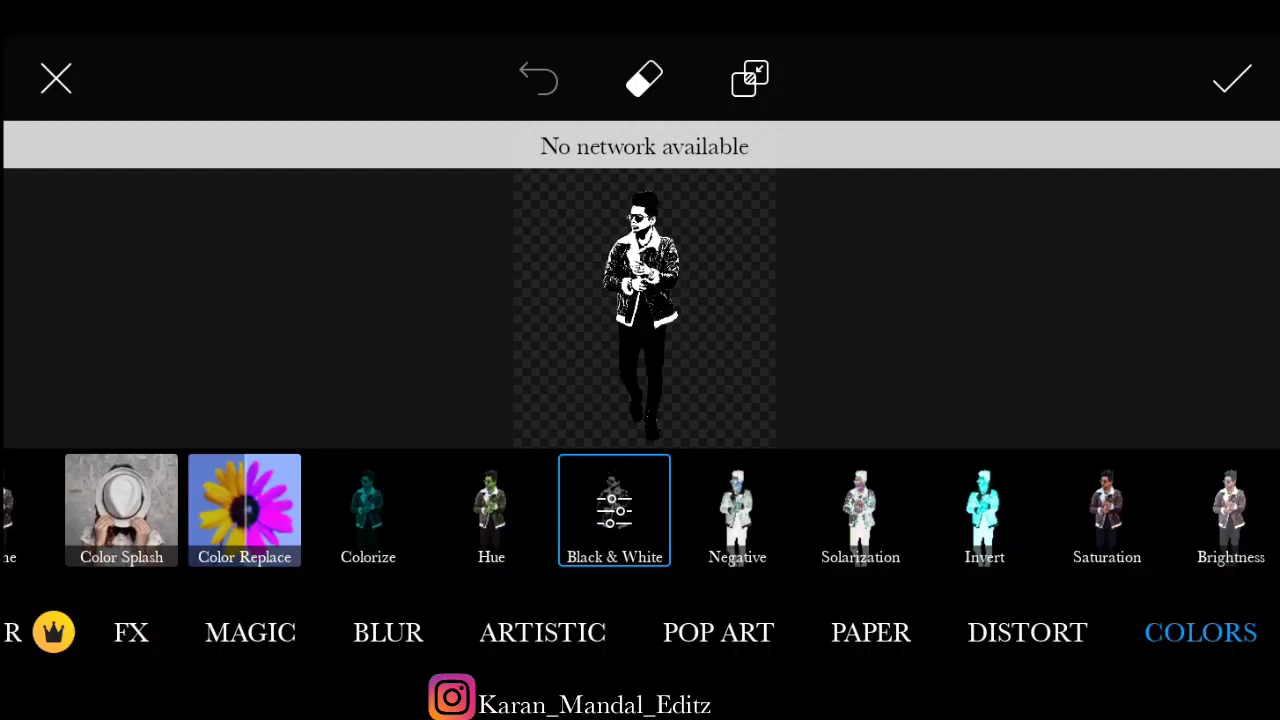 No network available
ne
Color Splash
Color Replace
Colorize
Hue
Black & White
Negative
Solarization
Invert
Saturation
Brightness
R FX MAGIC BLUR ARTISTIC POP ART PAPER DISTORT COLORS
Karan_Mandal_Editz